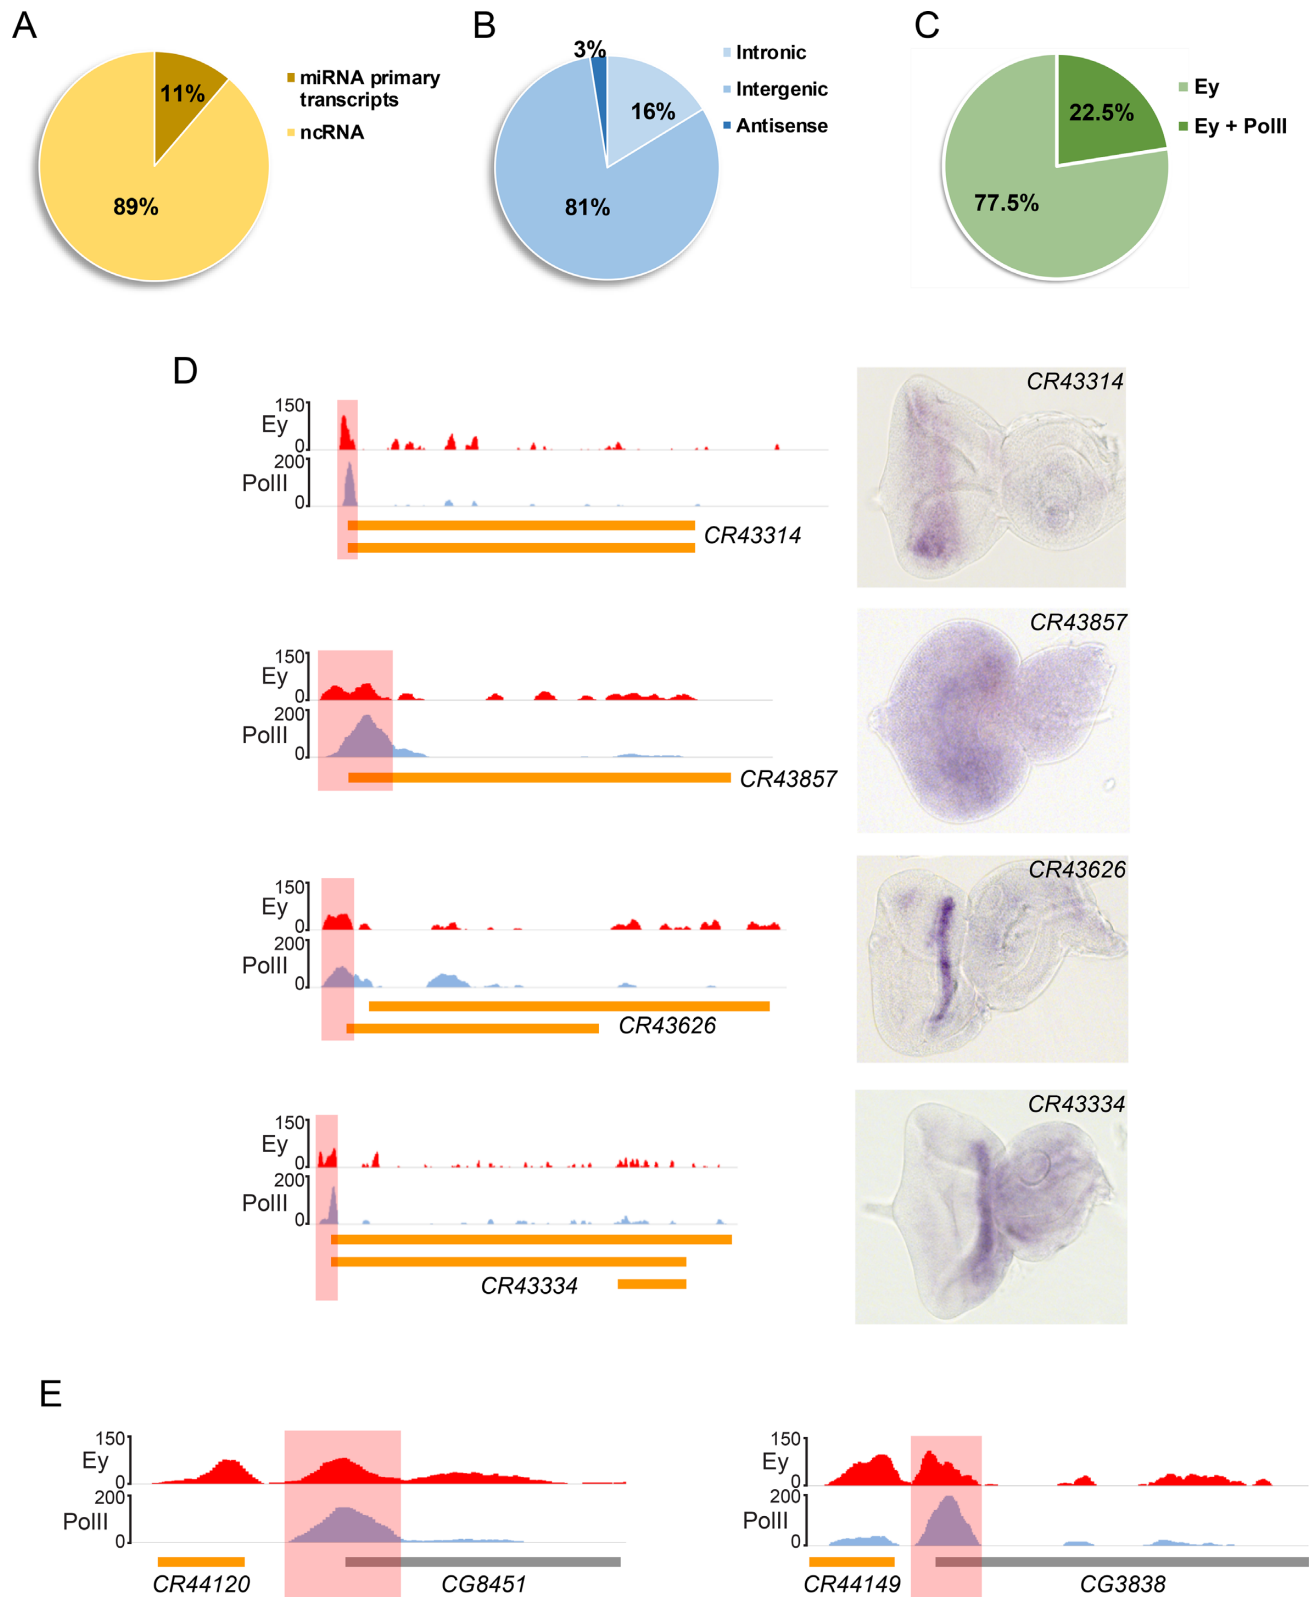 A
11%
89%
miRNA primary
transcripts
ncRNA
B
3%
16%
81%
Intronic
Intergenic
Antisense
C
22.5%
77.5%
Ey
Ey + PolII
D
150
Ey
0
200
PolII
0
CR43314
CR43314
150
Ey
0
200
PolII
0
CR43857
CR43857
150
Ey
0
200
PolII
0
CR43626
CR43626
150
Ey
0
200
PolII
0
CR43334
CR43334
E
150
Ey
0
200
PolII
0
CR44120
CG8451
150
Ey
0
200
PolII
0
CR44149
CG3838